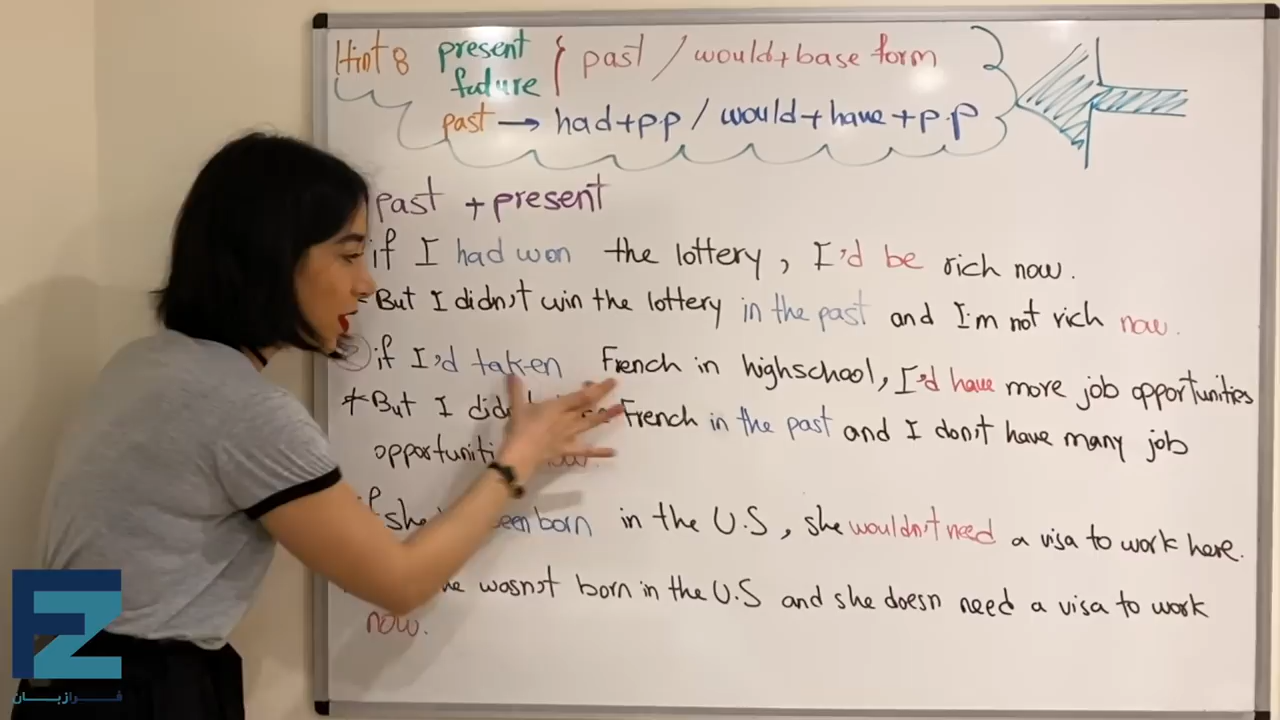 Hint 8 present { past / would+base form
future
past → had+p.p / would+have+p.p
past + present
if I had won the lottery, I'd be rich now.
But I didn't win the lottery in the past and I'm not rich now.
if I'd taken French in highschool, I'd have more job opportunities
* But I French in the past and I don't have many job
she born in the U.S, she wouldn't need a visa to work here.
wasn't born in the U.S and she doesn need a visa to work
now.
FZ
فرازبان